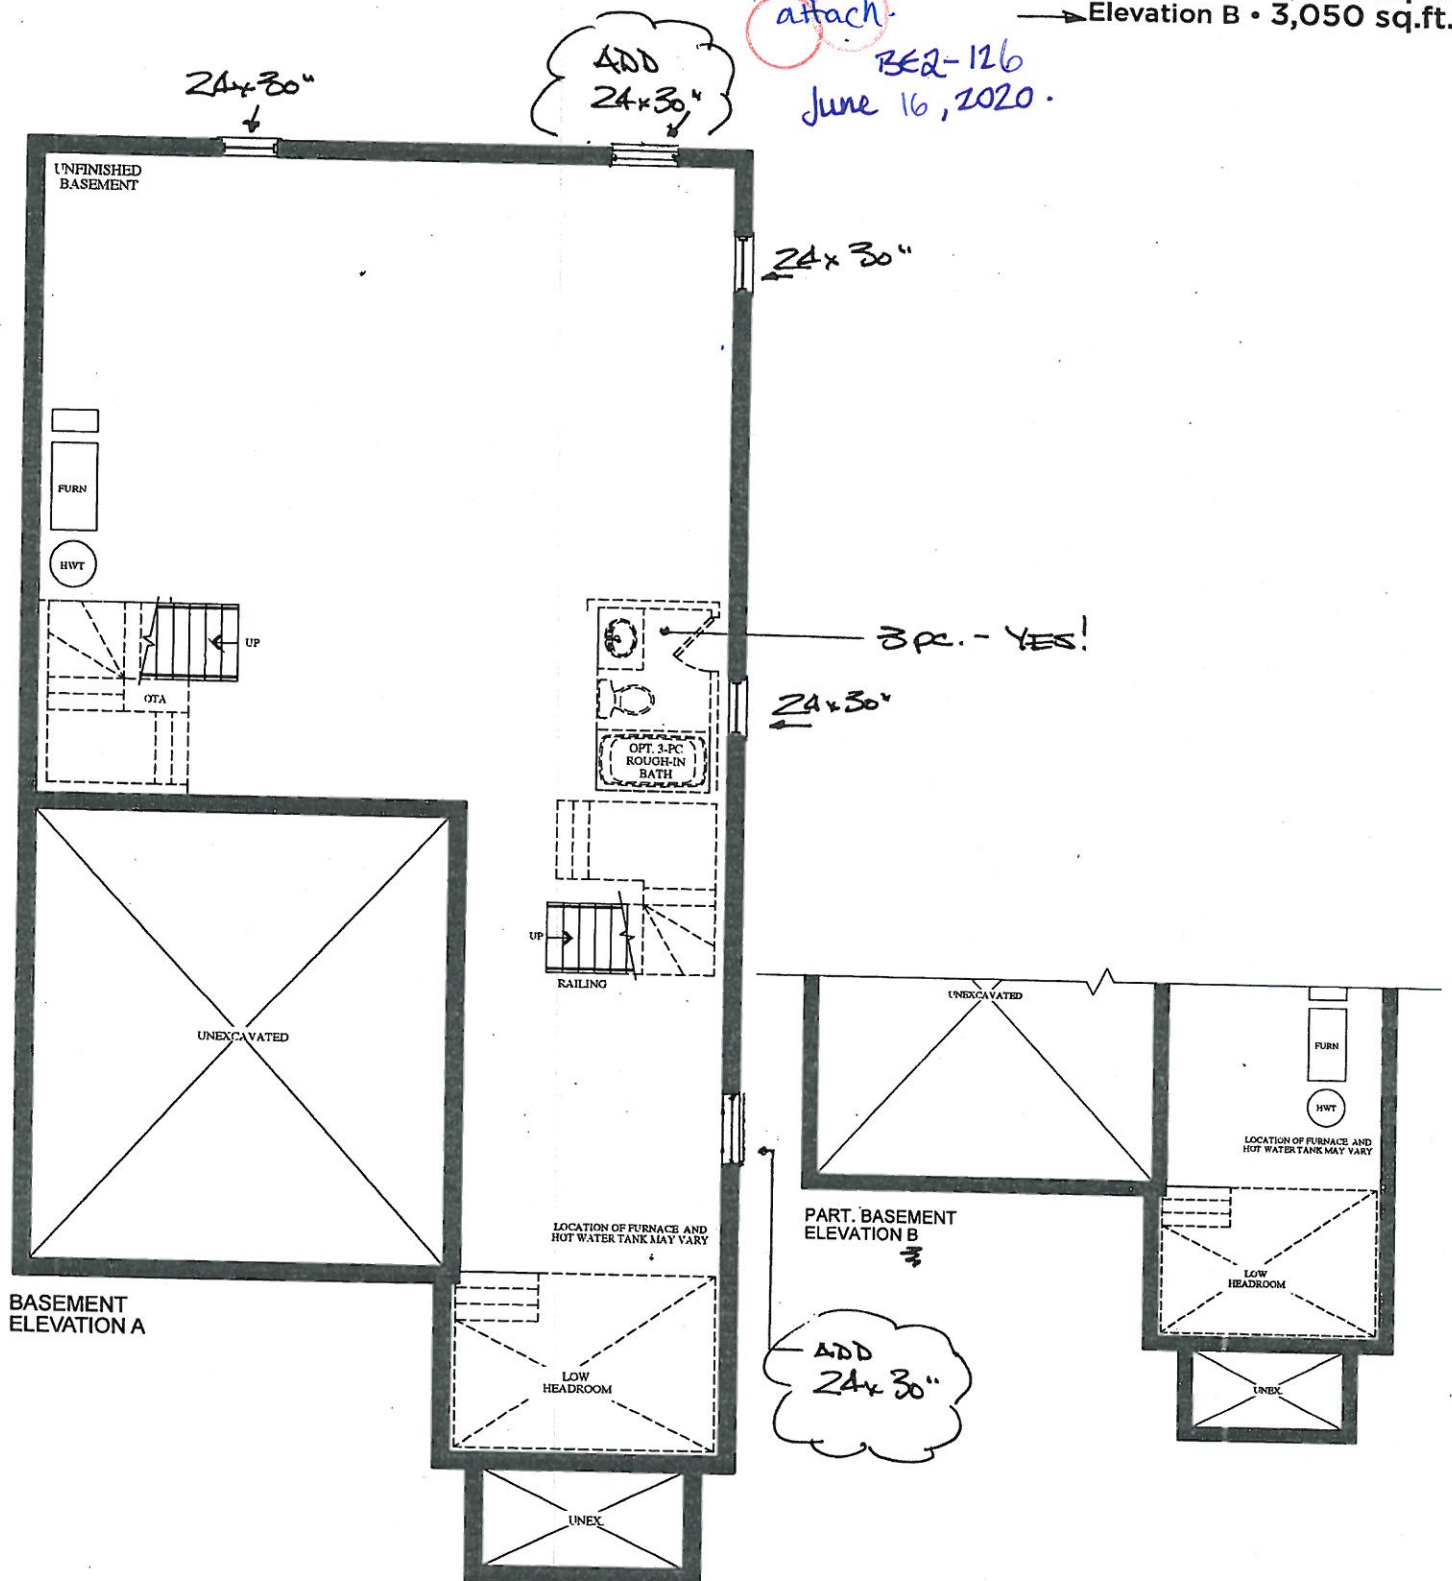 attach.
Elevation B • 3,050 sq.ft.
BE2-126
June 16, 2020.
24x30"
ADD
24x30"
UNFINISHED
BASEMENT
24x30"
FURN
HWT
UP
OTA
3 pc. - YES!
24x30"
OPT. 3-PC
ROUGH-IN
BATH
UP
RAILING
UNEXCAVATED
UNEXCAVATED
FURN
HWT
LOCATION OF FURNACE AND
HOT WATER TANK MAY VARY
PART. BASEMENT
ELEVATION B
LOCATION OF FURNACE AND
HOT WATER TANK MAY VARY
LOW
HEADROOM
BASEMENT
ELEVATION A
ADD
24x30"
LOW
HEADROOM
UNEX.
UNEX.